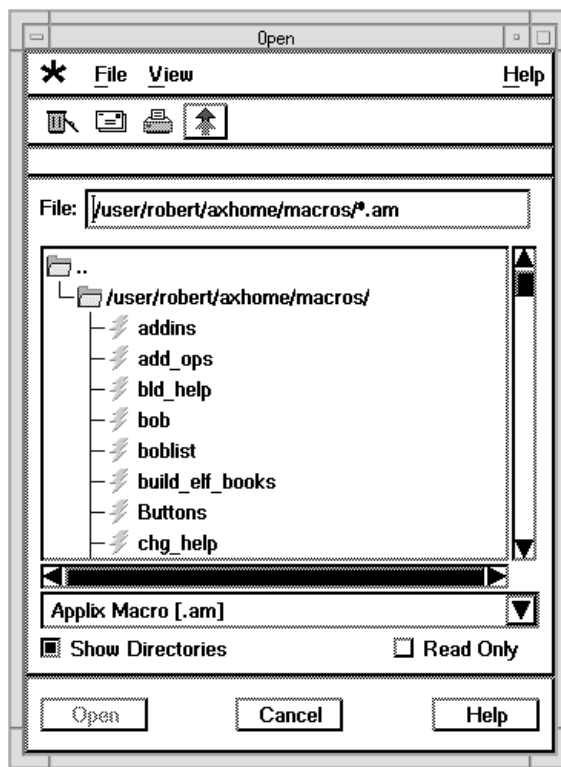 Open
File View Help
File: /user/robert/axhome/macros/*.am
..
/user/robert/axhome/macros/
addins
add_ops
bld_help
bob
boblist
build_elf_books
Buttons
chg_help
Applix Macro [.am]
Show Directories Read Only
Open Cancel Help